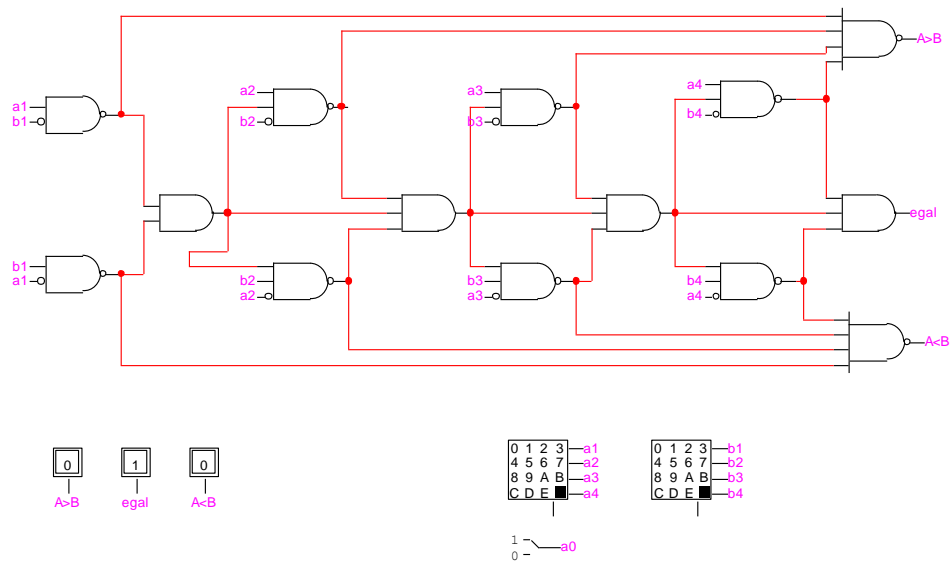 A>B
a2
a3
a4
a1
b1
b2
b3
b4
egal
b1
a1
b2
a2
b3
a3
b4
a4
A<B
0 1 2 3 a1
4 5 6 7 a2
8 9 A B a3
C D E a4
0 1 2 3 b1
4 5 6 7 b2
8 9 A B b3
C D E b4
0
1
0
A>B
egal
A<B
1
0
a0